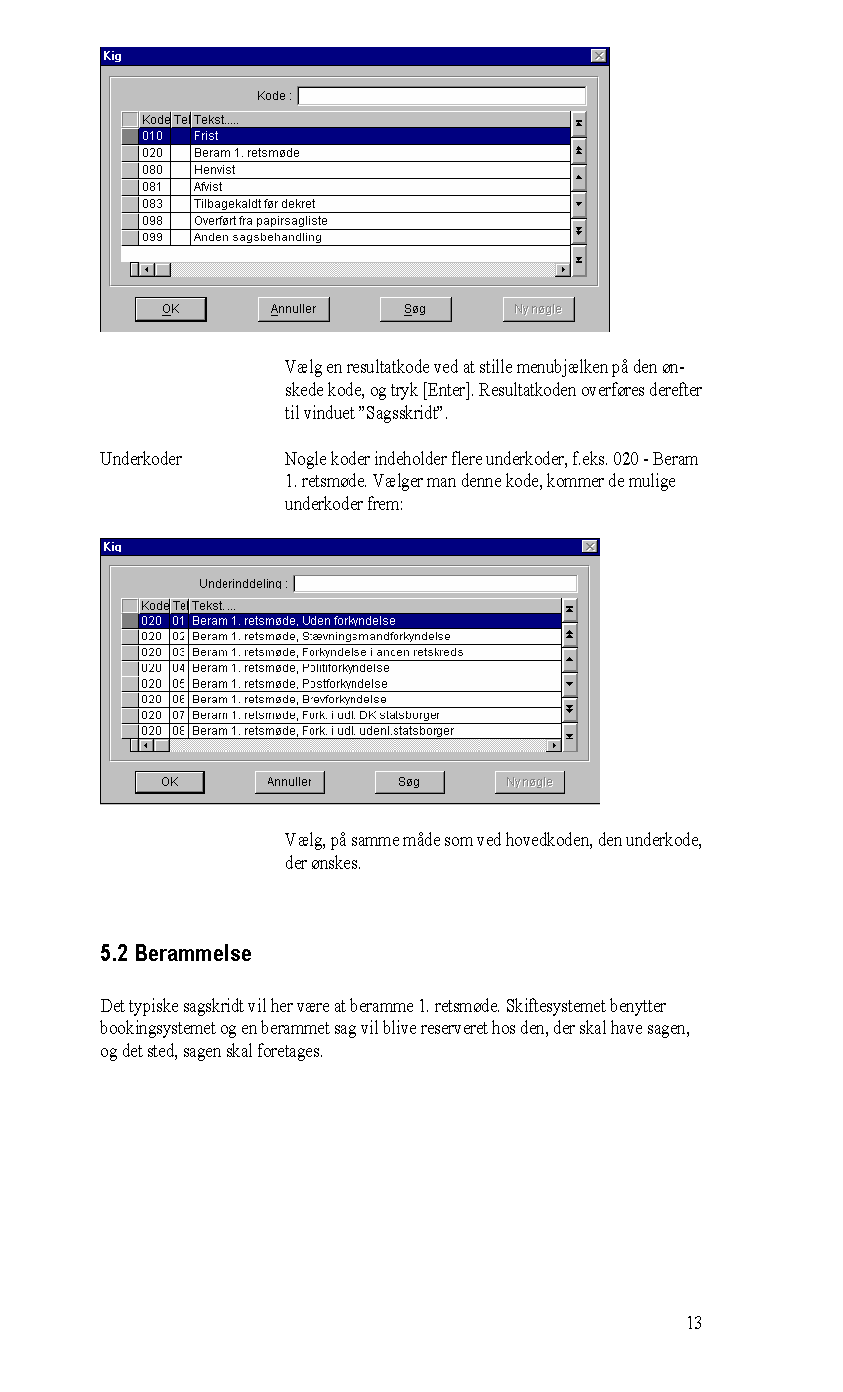 Kig
Kode :
Kode Tel Tekst.....
010 Frist
020 Beram 1. retsmøde
080 Henvist
081 Afvist
083 Tilbagekaldt før dekret
098 Overført fra papirsagliste
099 Anden sagsbehandling
OK Annuller Søg Ny nøgle
Vælg en resultatkode ved at stille menubjælken på den øn-
skede kode, og tryk [Enter]. Resultatkoden overføres derefter
til vinduet ”Sagsskridt”.
Underkoder Nogle koder indeholder flere underkoder, f.eks. 020 - Beram
1. retsmøde. Vælger man denne kode, kommer de mulige
underkoder frem:
Kig
Underinddeling :
Kode Tel Tekst.....
020 01 Beram 1. retsmøde, Uden forkyndelse
020 02 Beram 1. retsmøde, Stævningsmandforkyndelse
020 03 Beram 1. retsmøde, Forkyndelse i anden retskreds
020 04 Beram 1. retsmøde, Politiforkyndelse
020 05 Beram 1. retsmøde, Postforkyndelse
020 06 Beram 1. retsmøde, Brevforkyndelse
020 07 Beram 1. retsmøde, Fork. i udl. DK statsborger
020 08 Beram 1. retsmøde, Fork. i udl. udenl.statsborger
OK Annuller Søg Ny nøgle
Vælg, på samme måde som ved hovedkoden, den underkode,
der ønskes.
5.2 Berammelse
Det typiske sagskridt vil her være at beramme 1. retsmøde. Skiftesystemet benytter
bookingsystemet og en berammet sag vil blive reserveret hos den, der skal have sagen,
og det sted, sagen skal foretages.
13